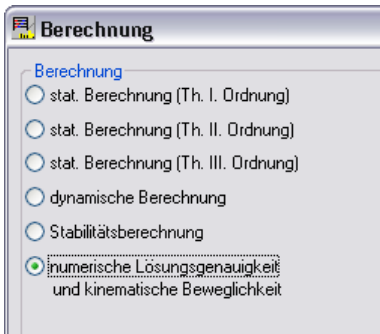 Berechnung
Berechnung
stat. Berechnung (Th. I. Ordnung)
stat. Berechnung (Th. II. Ordnung)
stat. Berechnung (Th. III. Ordnung)
dynamische Berechnung
Stabilitätsberechnung
numerische Lösungsgenauigkeit
und kinematische Beweglichkeit